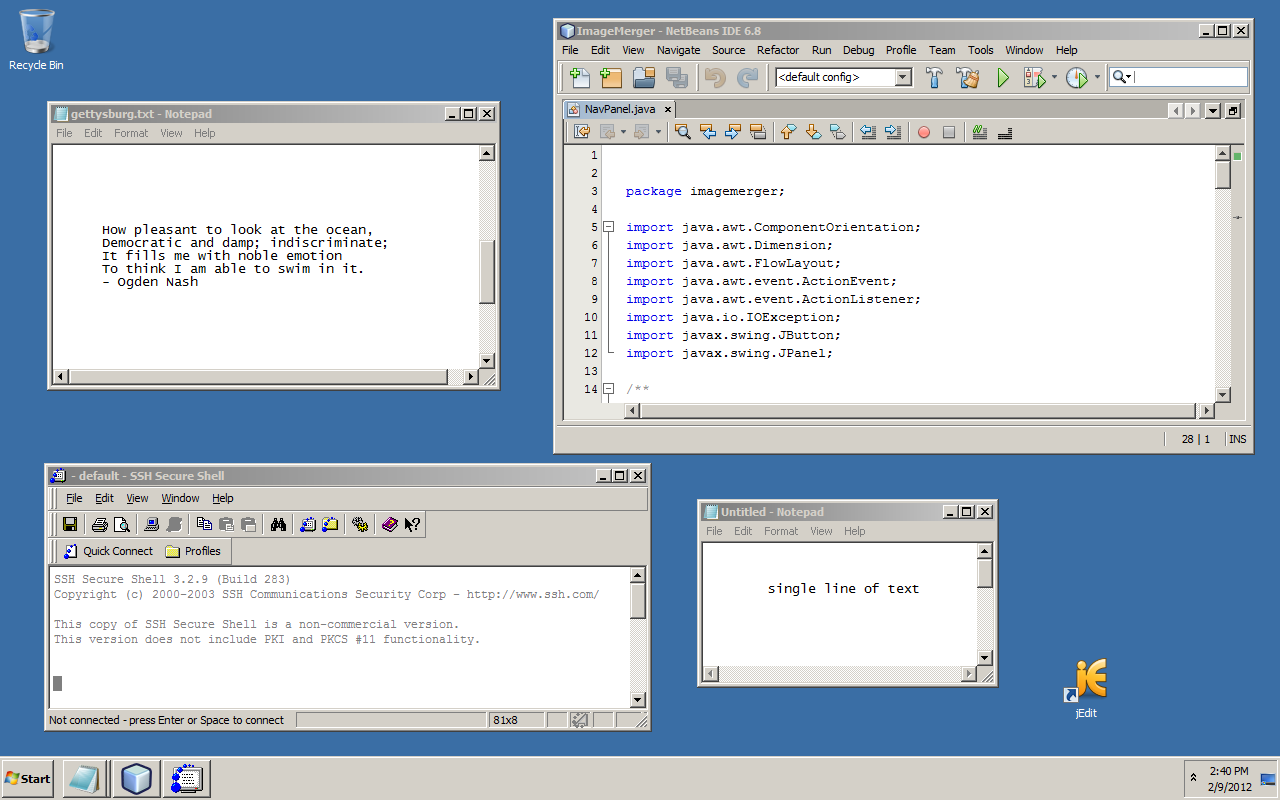 Recycle Bin
gettysburg.txt - Notepad
File Edit Format View Help
How pleasant to look at the ocean,
Democratic and damp; indiscriminate;
It fills me with noble emotion
To think I am able to swim in it.
- Ogden Nash
ImageMerger - NetBeans IDE 6.8
File Edit View Navigate Source Refactor Run Debug Profile Team Tools Window Help
<default config>
NavPanel.java
1
2
3 package imagemerger;
4
5 import java.awt.ComponentOrientation;
6 import java.awt.Dimension;
7 import java.awt.FlowLayout;
8 import java.awt.event.ActionEvent;
9 import java.awt.event.ActionListener;
10 import java.io.IOException;
11 import javax.swing.JButton;
12 import javax.swing.JPanel;
13
14 /**
28 | 1 INS
- default - SSH Secure Shell
File Edit View Window Help
Quick Connect Profiles
SSH Secure Shell 3.2.9 (Build 283)
Copyright (c) 2000-2003 SSH Communications Security Corp - http://www.ssh.com/
This copy of SSH Secure Shell is a non-commercial version.
This version does not include PKI and PKCS #11 functionality.
Not connected - press Enter or Space to connect 81x8
Untitled - Notepad
File Edit Format View Help
single line of text
jEdit
Start
2:40 PM
2/9/2012